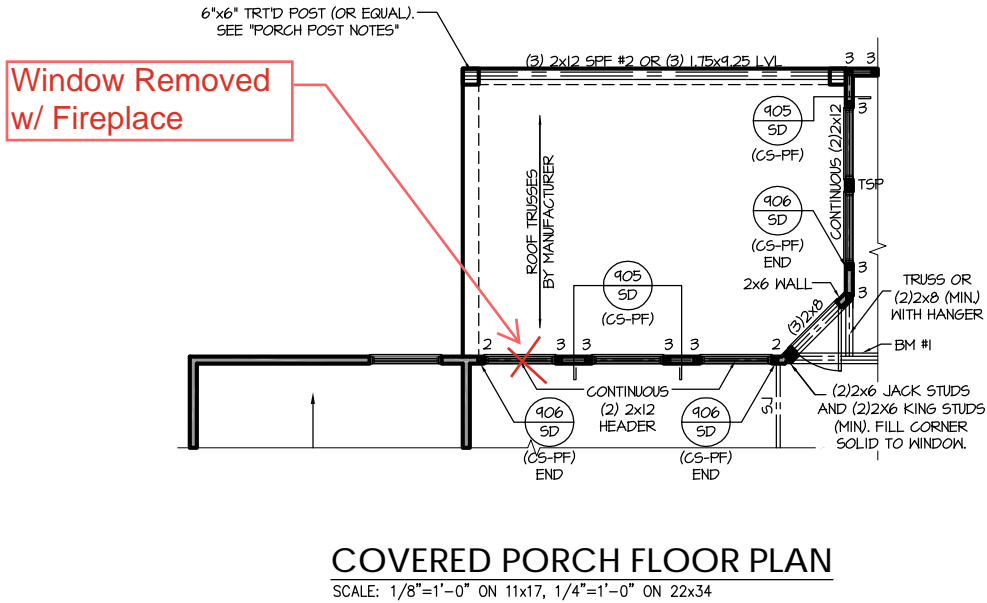 6"x6" TRT'D POST (OR EQUAL).
SEE "PORCH POST NOTES"
Window Removed
w/ Fireplace
(3) 2x12 SPF #2 OR (3) 1.75x9.25 LVL
3 3
905
SD
(CS-PF)
3
CONTINUOUS (2)2x12
TSP
ROOF TRUSSES
BY MANUFACTURER
906
SD
(CS-PF)
END
3
3
2x6 WALL
905
SD
(CS-PF)
TRUSS OR
(2)2x8 (MIN.)
WITH HANGER
(3)2x8
BM #1
2 3 3 3 3 2
CONTINUOUS
(2) 2x12
HEADER
906
SD
(CS-PF)
END
906
SD
(CS-PF)
END
(2)2x6 JACK STUDS
AND (2)2X6 KING STUDS
(MIN). FILL CORNER
SOLID TO WINDOW.
COVERED PORCH FLOOR PLAN
SCALE: 1/8"=1'-0" ON 11x17, 1/4"=1'-0" ON 22x34